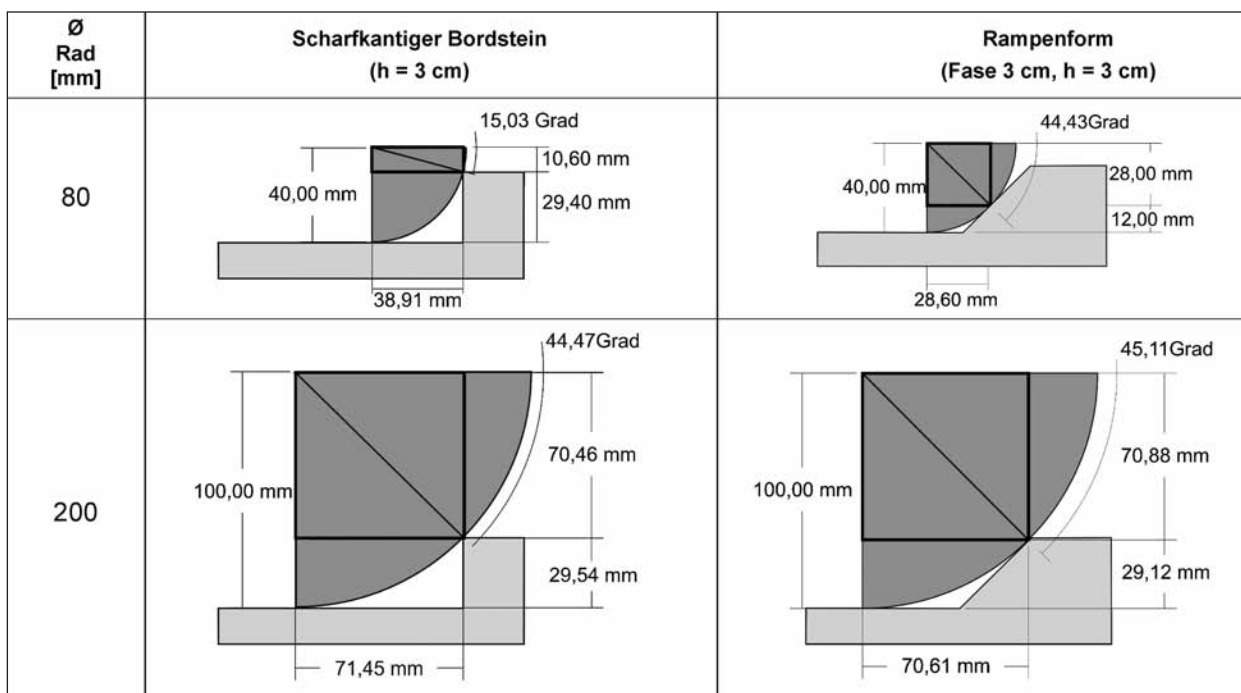 Ø
Rad
[mm]
Scharfkantiger Bordstein
(h = 3 cm)
Rampenform
(Fase 3 cm, h = 3 cm)
80
15,03 Grad
10,60 mm
40,00 mm
29,40 mm
38,91 mm
44,43Grad
28,00 mm
40,00 mm
12,00 mm
28,60 mm
200
44,47Grad
70,46 mm
100,00 mm
29,54 mm
71,45 mm
45,11Grad
70,88 mm
100,00 mm
29,12 mm
70,61 mm